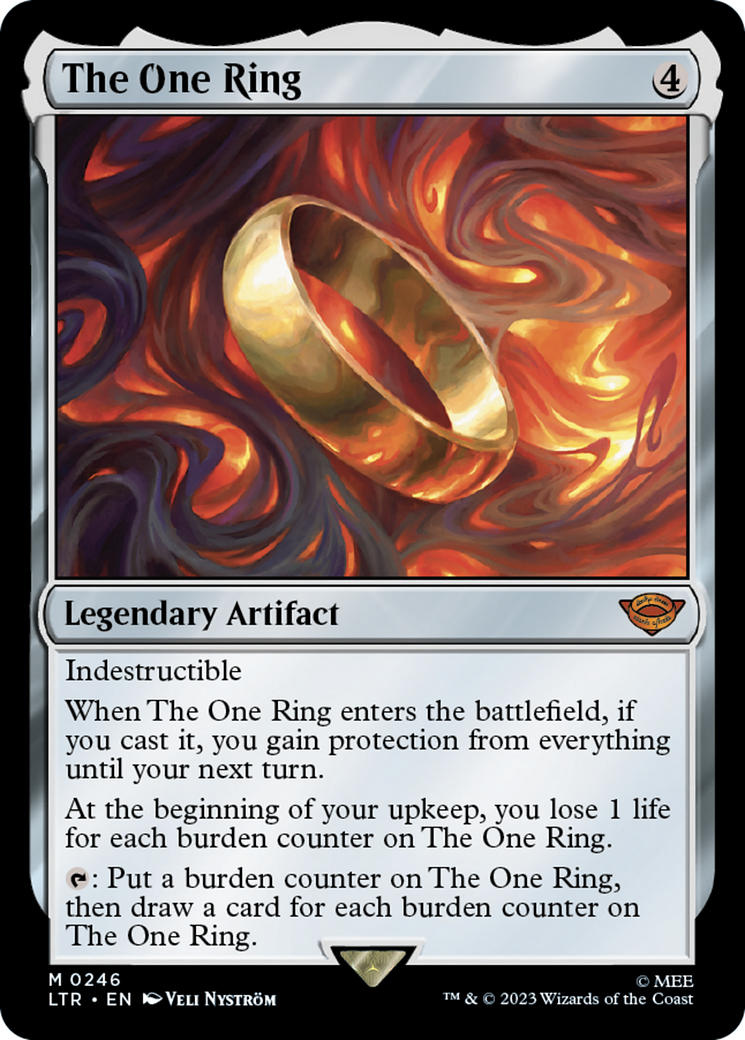 The One Ring 4
Legendary Artifact
Indestructible
When The One Ring enters the battlefield, if
you cast it, you gain protection from everything
until your next turn.
At the beginning of your upkeep, you lose 1 life
for each burden counter on The One Ring.
: Put a burden counter on The One Ring,
then draw a card for each burden counter on
The One Ring.
M 0246
LTR • EN VELI NYSTRÖM
© MEE
™ & © 2023 Wizards of the Coast